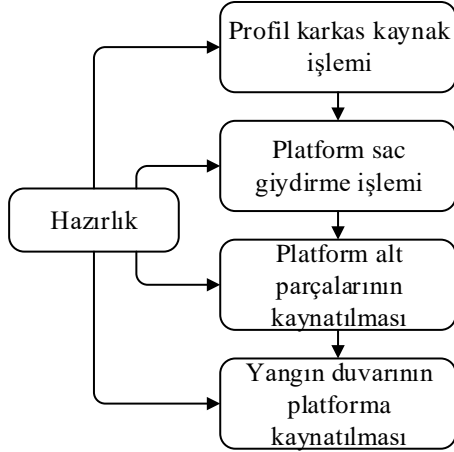 Profil karkas kaynak
işlemi
Platform sac
giydirme işlemi
Hazırlık
Platform alt
parçalarının
kaynatılması
Yangın duvarının
platforma
kaynatılması